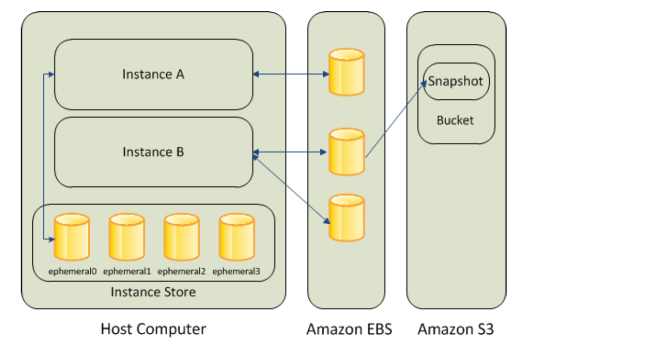 Instance A
Instance B
ephemeral0 ephemeral1 ephemeral2 ephemeral3
Instance Store
Snapshot
Bucket
Host Computer
Amazon EBS
Amazon S3